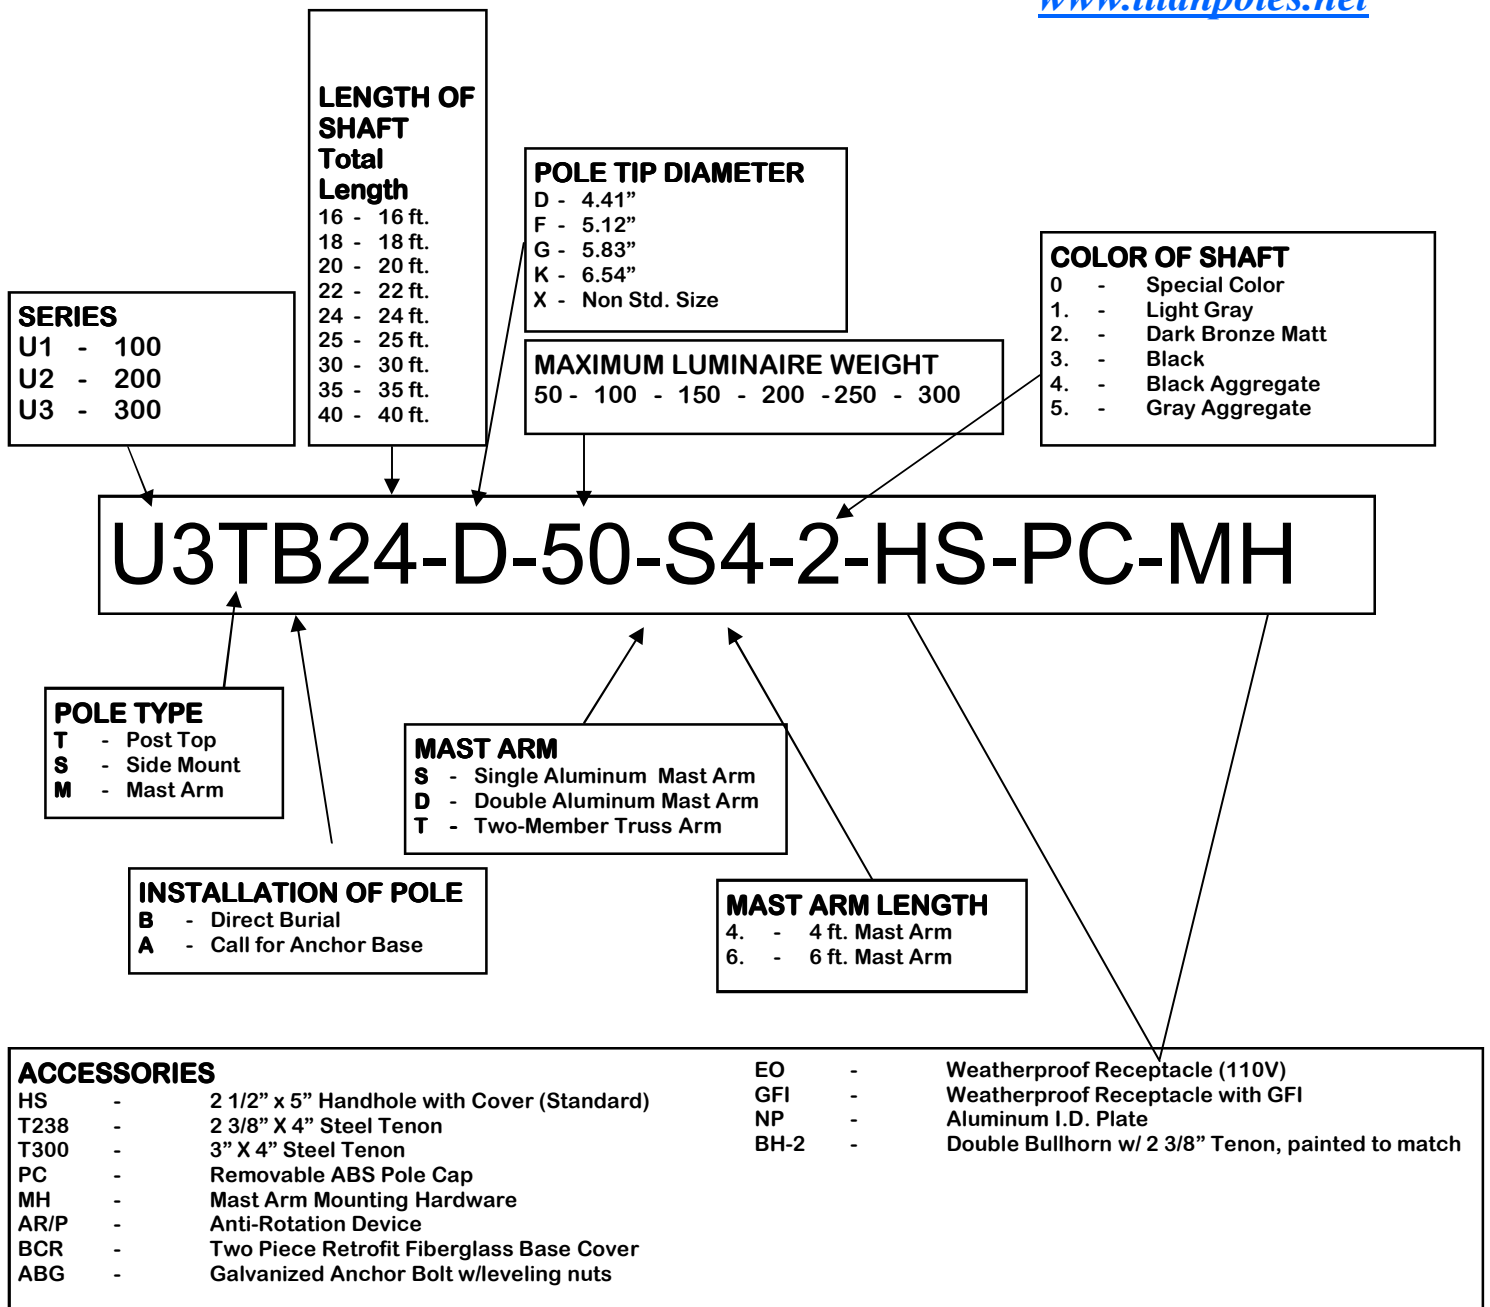 www.titanpoles.net
LENGTH OF
SHAFT
Total
Length
16 - 16 ft.
18 - 18 ft.
20 - 20 ft.
22 - 22 ft.
24 - 24 ft.
25 - 25 ft.
30 - 30 ft.
35 - 35 ft.
40 - 40 ft.
POLE TIP DIAMETER
D - 4.41”
F - 5.12”
G - 5.83”
K - 6.54”
X - Non Std. Size
COLOR OF SHAFT
0 - Special Color
1. - Light Gray
2. - Dark Bronze Matt
3. - Black
4. - Black Aggregate
5. - Gray Aggregate
SERIES
U1 - 100
U2 - 200
U3 - 300
MAXIMUM LUMINAIRE WEIGHT
50 - 100 - 150 - 200 -250 - 300
U3TB24-D-50-S4-2-HS-PC-MH
POLE TYPE
T - Post Top
S - Side Mount
M - Mast Arm
MAST ARM
S - Single Aluminum Mast Arm
D - Double Aluminum Mast Arm
T - Two-Member Truss Arm
INSTALLATION OF POLE
B - Direct Burial
A - Call for Anchor Base
MAST ARM LENGTH
4. - 4 ft. Mast Arm
6. - 6 ft. Mast Arm
ACCESSORIES
HS - 2 1/2” x 5” Handhole with Cover (Standard)
T238 - 2 3/8” X 4” Steel Tenon
T300 - 3” X 4” Steel Tenon
PC - Removable ABS Pole Cap
MH - Mast Arm Mounting Hardware
AR/P - Anti-Rotation Device
BCR - Two Piece Retrofit Fiberglass Base Cover
ABG - Galvanized Anchor Bolt w/leveling nuts
EO - Weatherproof Receptacle (110V)
GFI - Weatherproof Receptacle with GFI
NP - Aluminum I.D. Plate
BH-2 - Double Bullhorn w/ 2 3/8” Tenon, painted to match